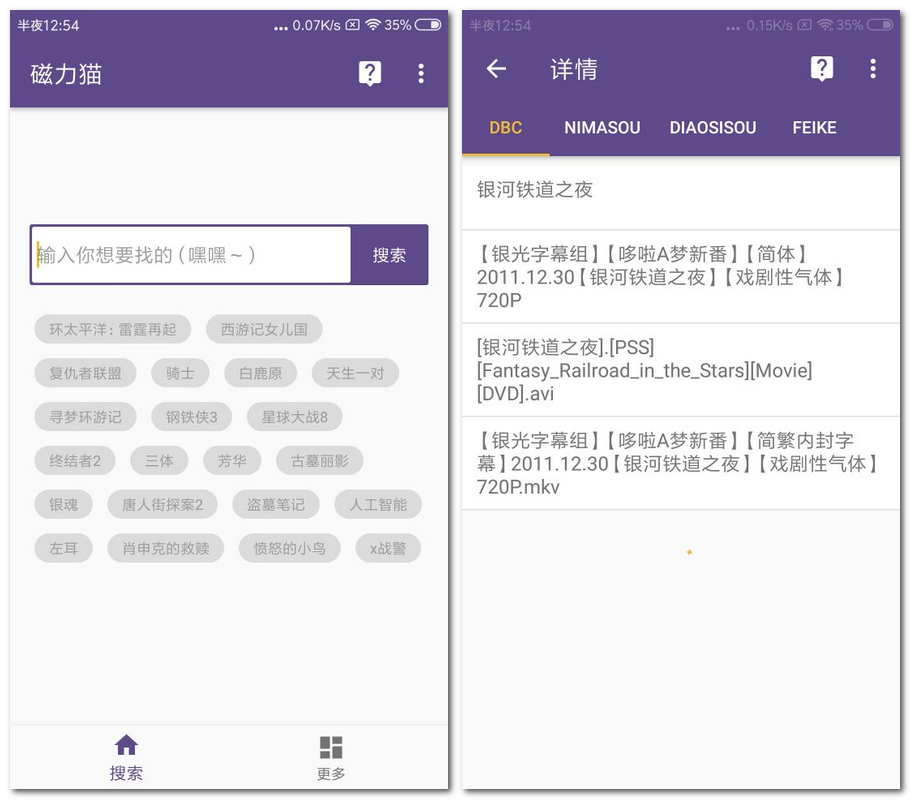 半夜12:54
... 0.07K/s 35%
磁力猫
输入你想要找的（嘿嘿~）
搜索
环太平洋：雷霆再起
西游记女儿国
复仇者联盟
骑士
白鹿原
天生一对
寻梦环游记
钢铁侠3
星球大战8
终结者2
三体
芳华
古墓丽影
银魂
唐人街探案2
盗墓笔记
人工智能
左耳
肖申克的救赎
愤怒的小鸟
x战警
搜索
更多
半夜12:54
... 0.15K/s 35%
详情
DBC
NIMASOU
DIAOSISOU
FEIKE
银河铁道之夜
【银光字幕组】【哆啦A梦新番】【简体】
2011.12.30【银河铁道之夜】【戏剧性气体】
720P
[银河铁道之夜].[PSS]
[Fantasy_Railroad_in_the_Stars][Movie]
[DVD].avi
【银光字幕组】【哆啦A梦新番】【简繁内封字
幕】2011.12.30【银河铁道之夜】【戏剧性气体】
720P.mkv